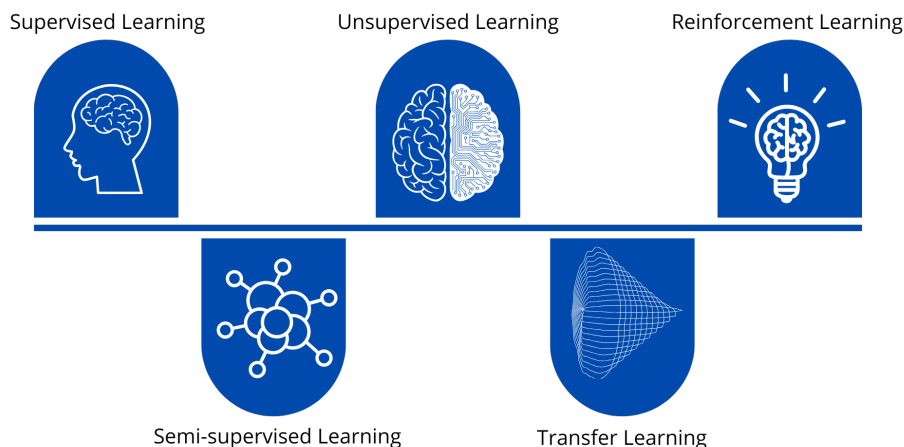 Supervised Learning
Unsupervised Learning
Reinforcement Learning
Semi-supervised Learning
Transfer Learning